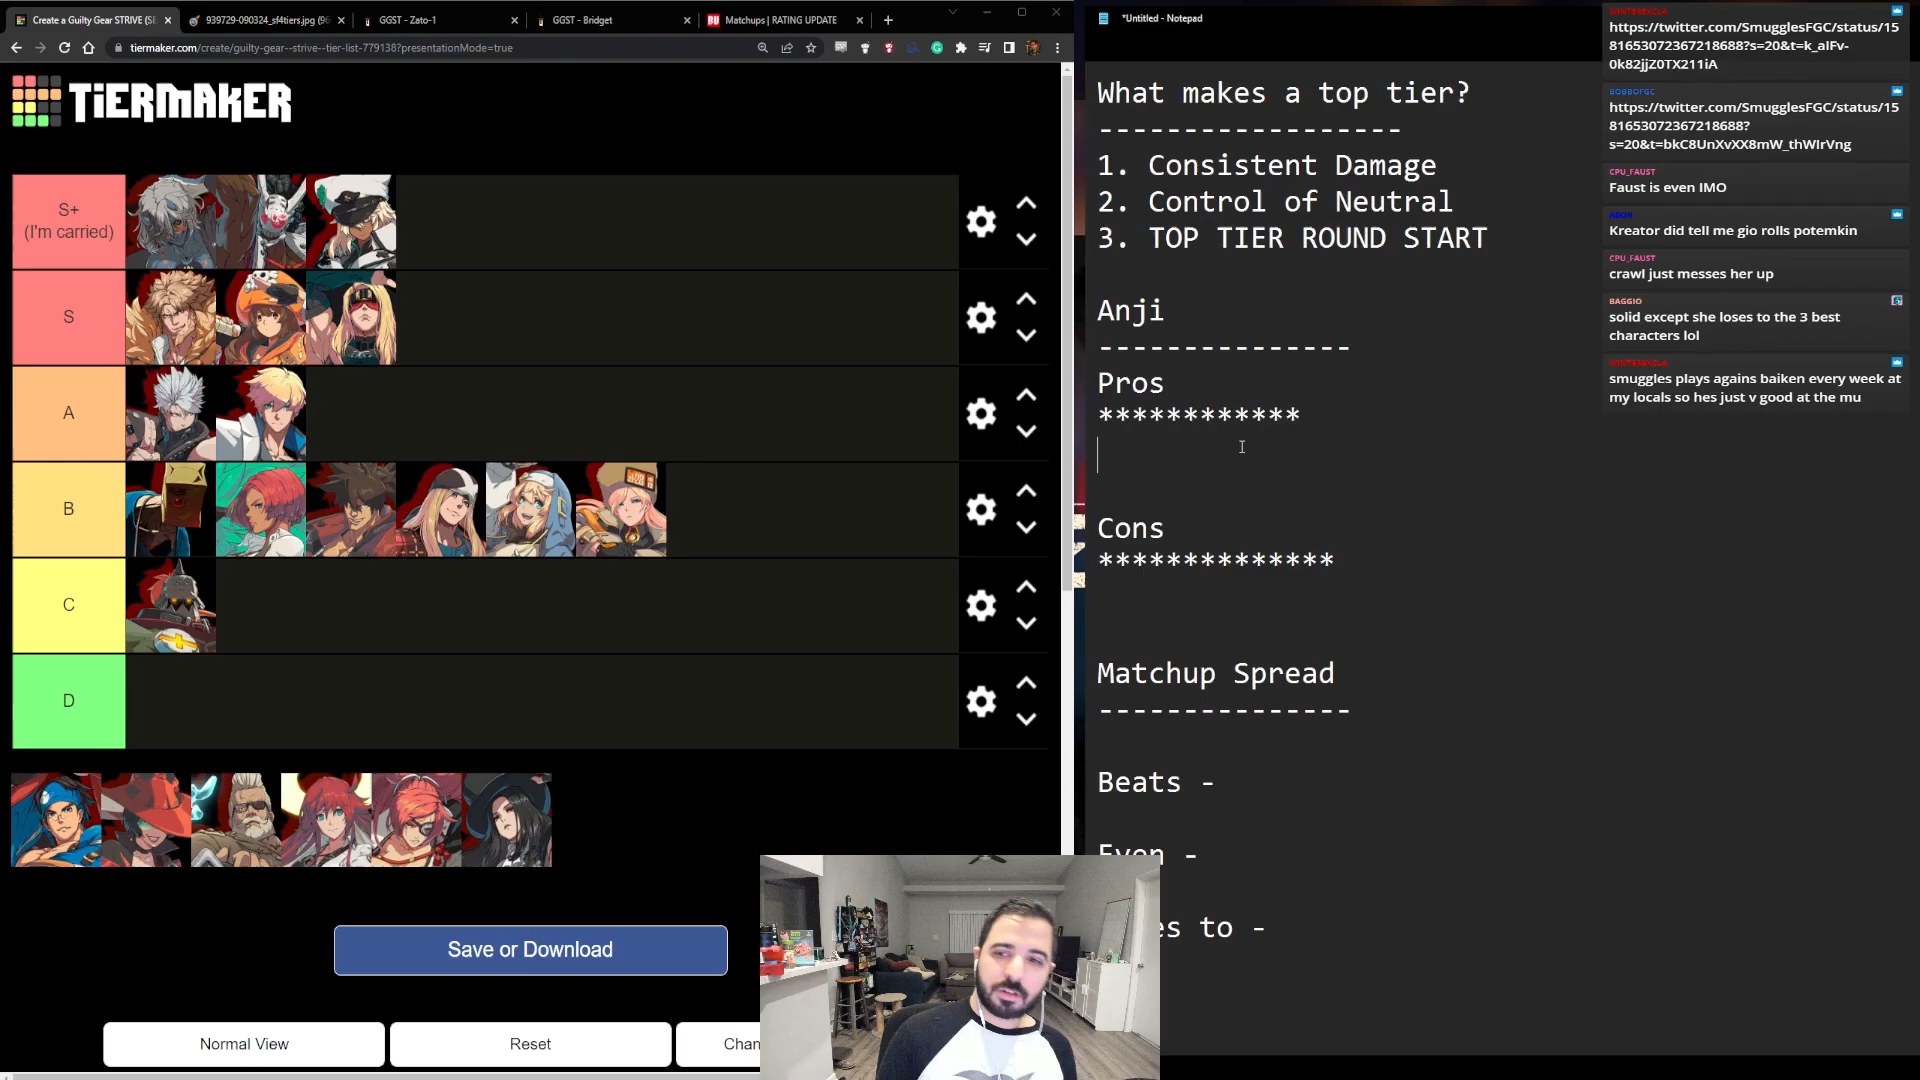 Create a Guilty Gear STRIVE (S
939729-090324_sf4tiers.jpg (96
GGST - Zato-1
GGST - Bridget
RU Matchups | RATING UPDATE
tiermaker.com/create/guilty-gear--strive--tier-list-779138?presentationMode=true
TiERMAKER
S+
(I'm carried)
S
A
B
C
D
Save or Download
Normal View
Reset
Chan
*Untitled - Notepad
What makes a top tier?
------------------
1. Consistent Damage
2. Control of Neutral
3. TOP TIER ROUND START
Anji
---------------
Pros
************
Cons
**************
Matchup Spread
---------------
Beats -
Even -
es to -
https://twitter.com/SmugglesFGC/status/15
81653072367218688?s=20&t=k_aIFv-
0k82jjZ0TX211iA
BOBBOFGC
https://twitter.com/SmugglesFGC/status/15
81653072367218688?
s=20&t=bkC8UnXvXX8mW_thWIrVng
CPU_FAUST
Faust is even IMO
Kreator did tell me gio rolls potemkin
CPU_FAUST
crawl just messes her up
BAGGIO
solid except she loses to the 3 best
characters lol
smuggles plays agains baiken every week at
my locals so hes just v good at the mu